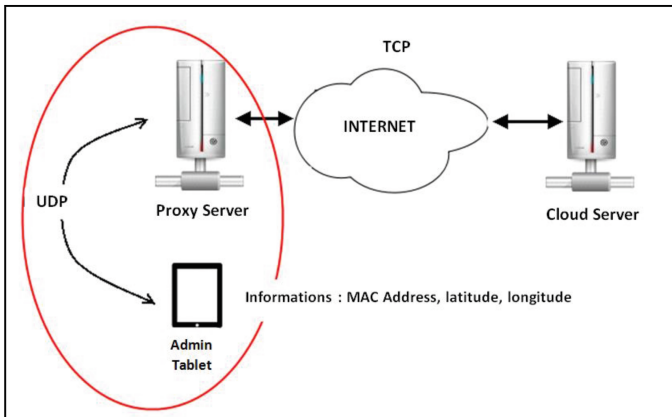 TCP
INTERNET
UDP
Proxy Server
Cloud Server
Informations : MAC Address, latitude, longitude
Admin
Tablet